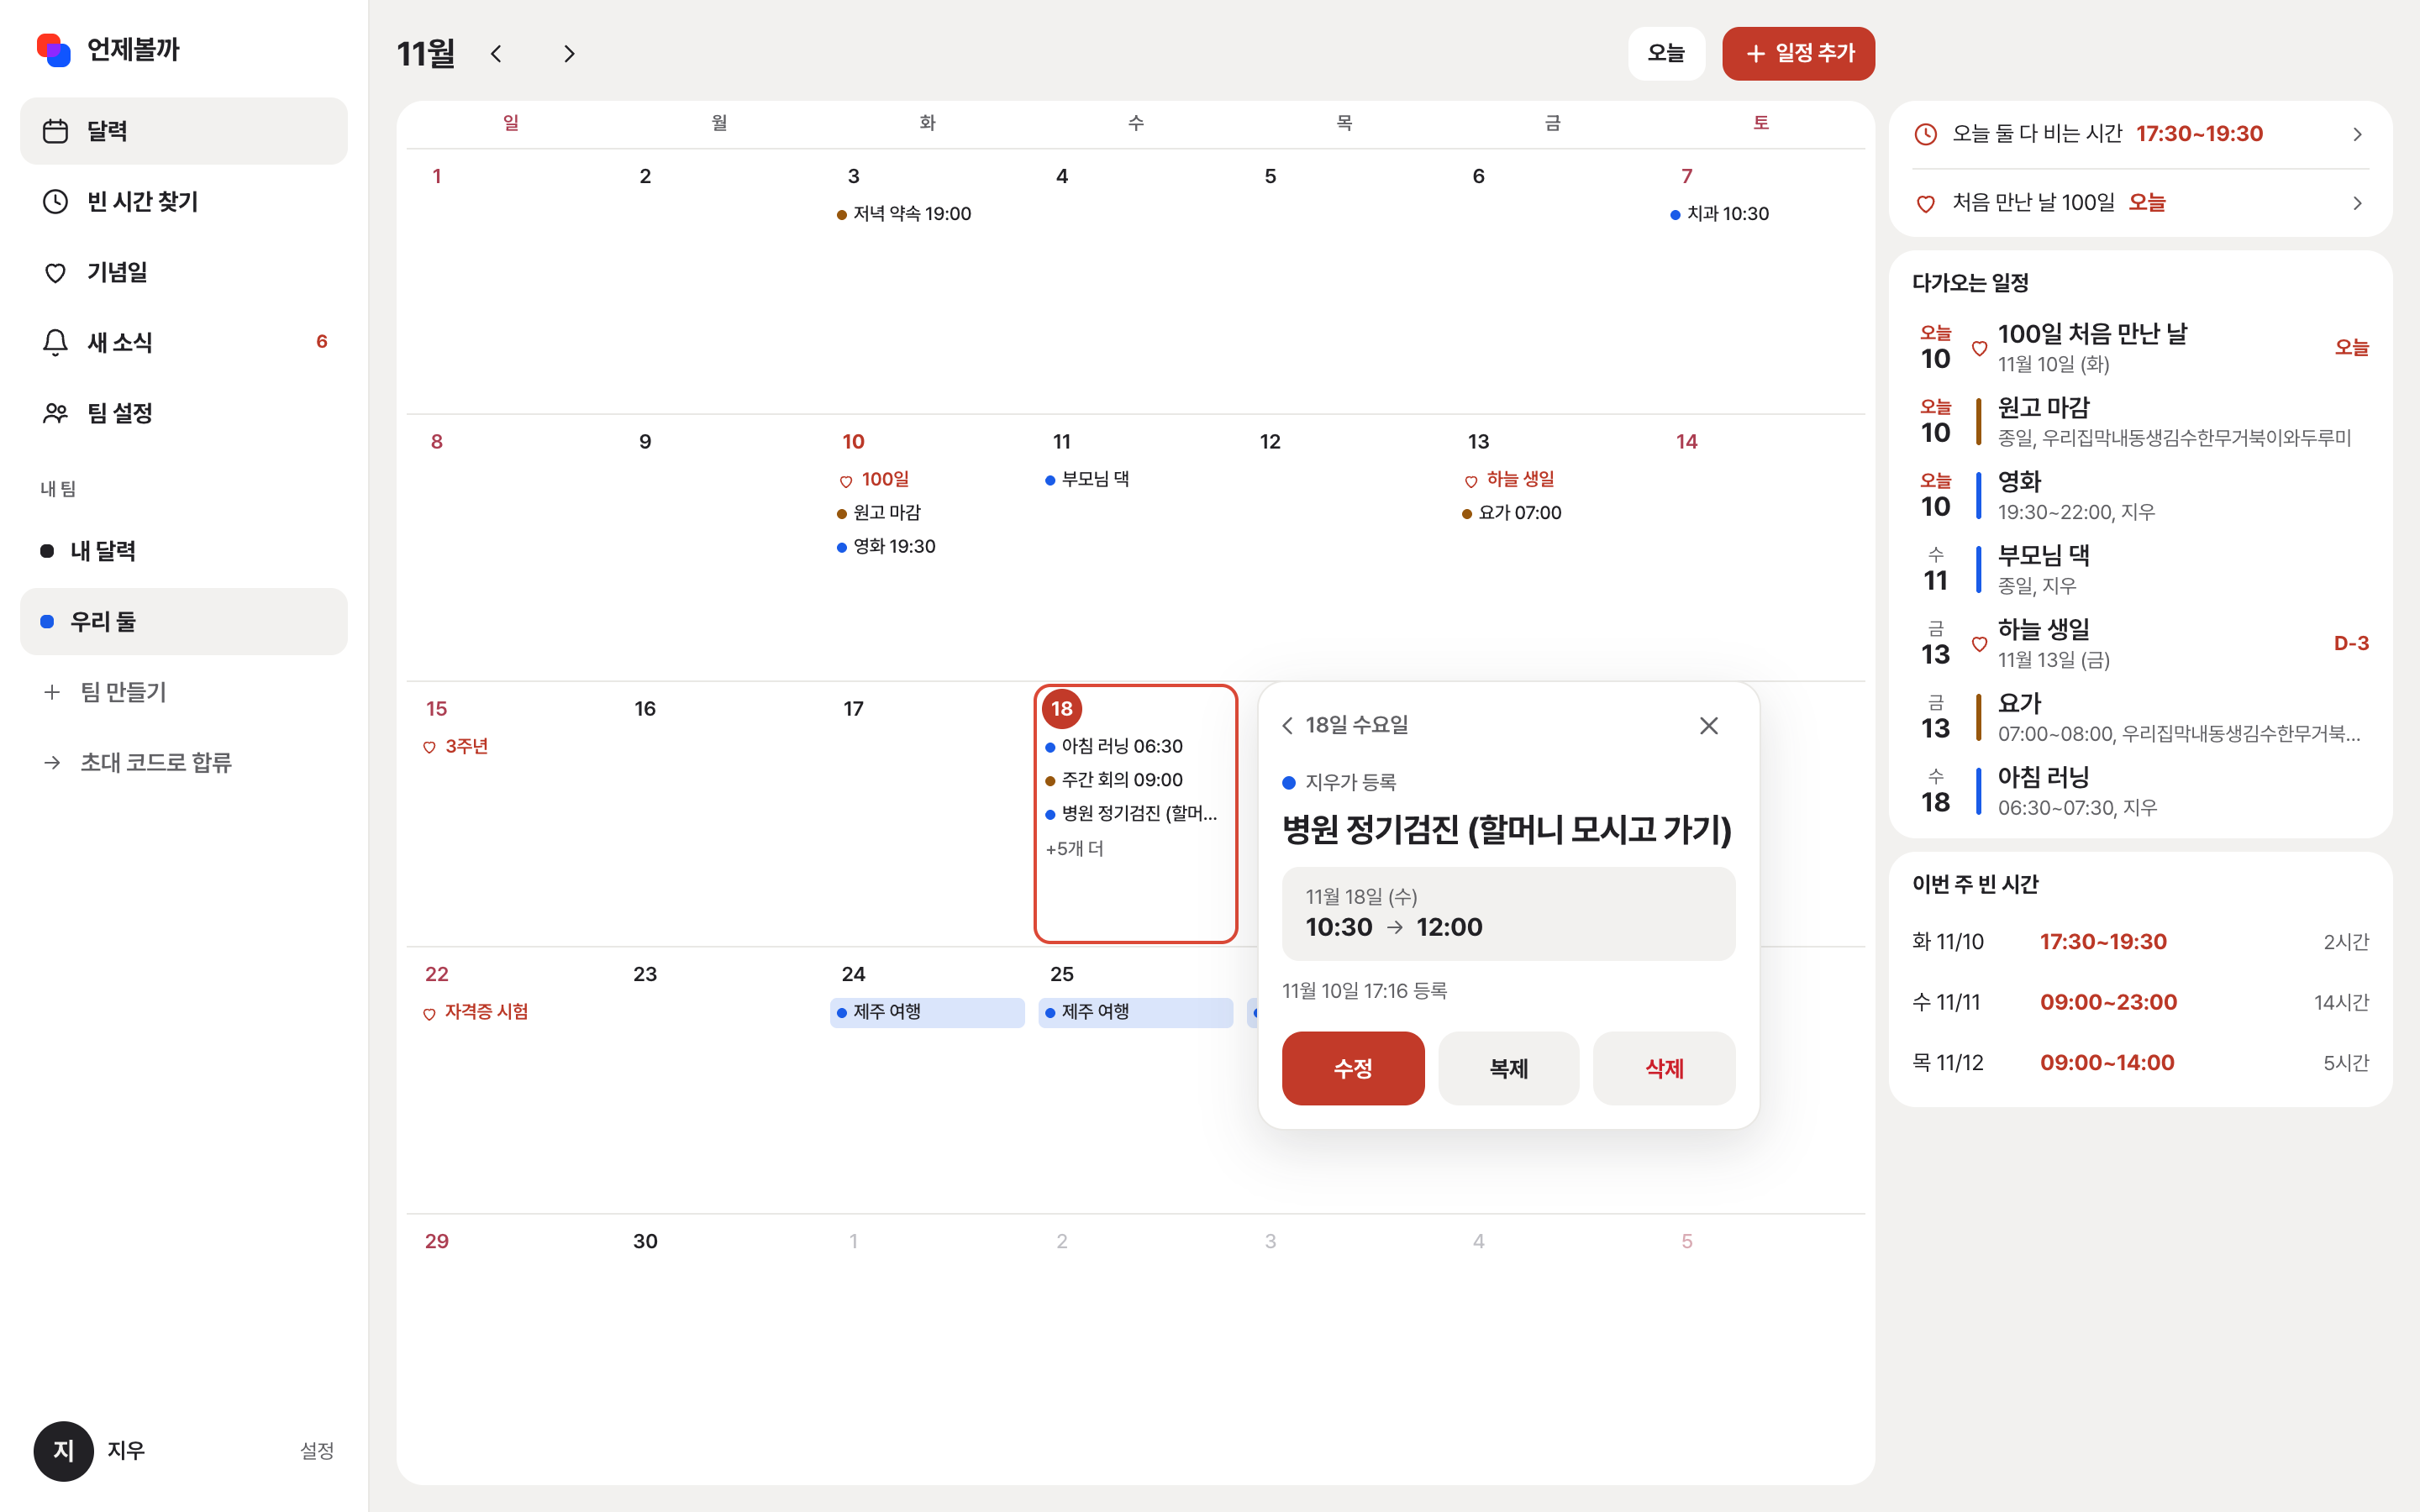 언제볼까
달력
빈 시간 찾기
기념일
새 소식 6
팀 설정
내 팀
내 달력
우리 둘
팀 만들기
초대 코드로 합류
지 지우 설정
11월
오늘
일정 추가
일 월 화 수 목 금 토
1 2 3 4 5 6 7
저녁 약속 19:00
치과 10:30
8 9 10 11 12 13 14
100일
원고 마감
영화 19:30
부모님 댁
하늘 생일
요가 07:00
15 16 17 18
3주년
아침 러닝 06:30
주간 회의 09:00
병원 정기검진 (할머...
+5개 더
22 23 24 25
자격증 시험
제주 여행
제주 여행
29 30 1 2 3 4 5
18일 수요일
지우가 등록
병원 정기검진 (할머니 모시고 가기)
11월 18일 (수)
10:30 → 12:00
11월 10일 17:16 등록
수정
복제
삭제
오늘 둘 다 비는 시간 17:30~19:30
처음 만난 날 100일 오늘
다가오는 일정
오늘
10
100일 처음 만난 날
11월 10일 (화)
오늘
오늘
10
원고 마감
종일, 우리집막내동생김수한무거북이와두루미
오늘
10
영화
19:30~22:00, 지우
수
11
부모님 댁
종일, 지우
금
13
하늘 생일
11월 13일 (금)
D-3
금
13
요가
07:00~08:00, 우리집막내동생김수한무거북...
수
18
아침 러닝
06:30~07:30, 지우
이번 주 빈 시간
화 11/10 17:30~19:30 2시간
수 11/11 09:00~23:00 14시간
목 11/12 09:00~14:00 5시간